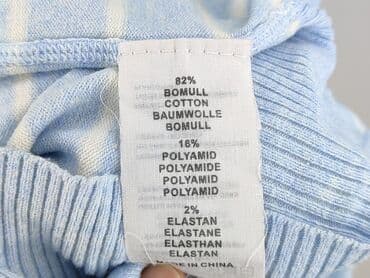 82%
BOMULL
COTTON
BAUMWOLLE
BOMULL
16%
POLYAMID
POLYAMIDE
POLYAMID
POLYAMID
2%
ELASTAN
ELASTANE
ELASTHAN
ELASTAN
MADE IN CHINA